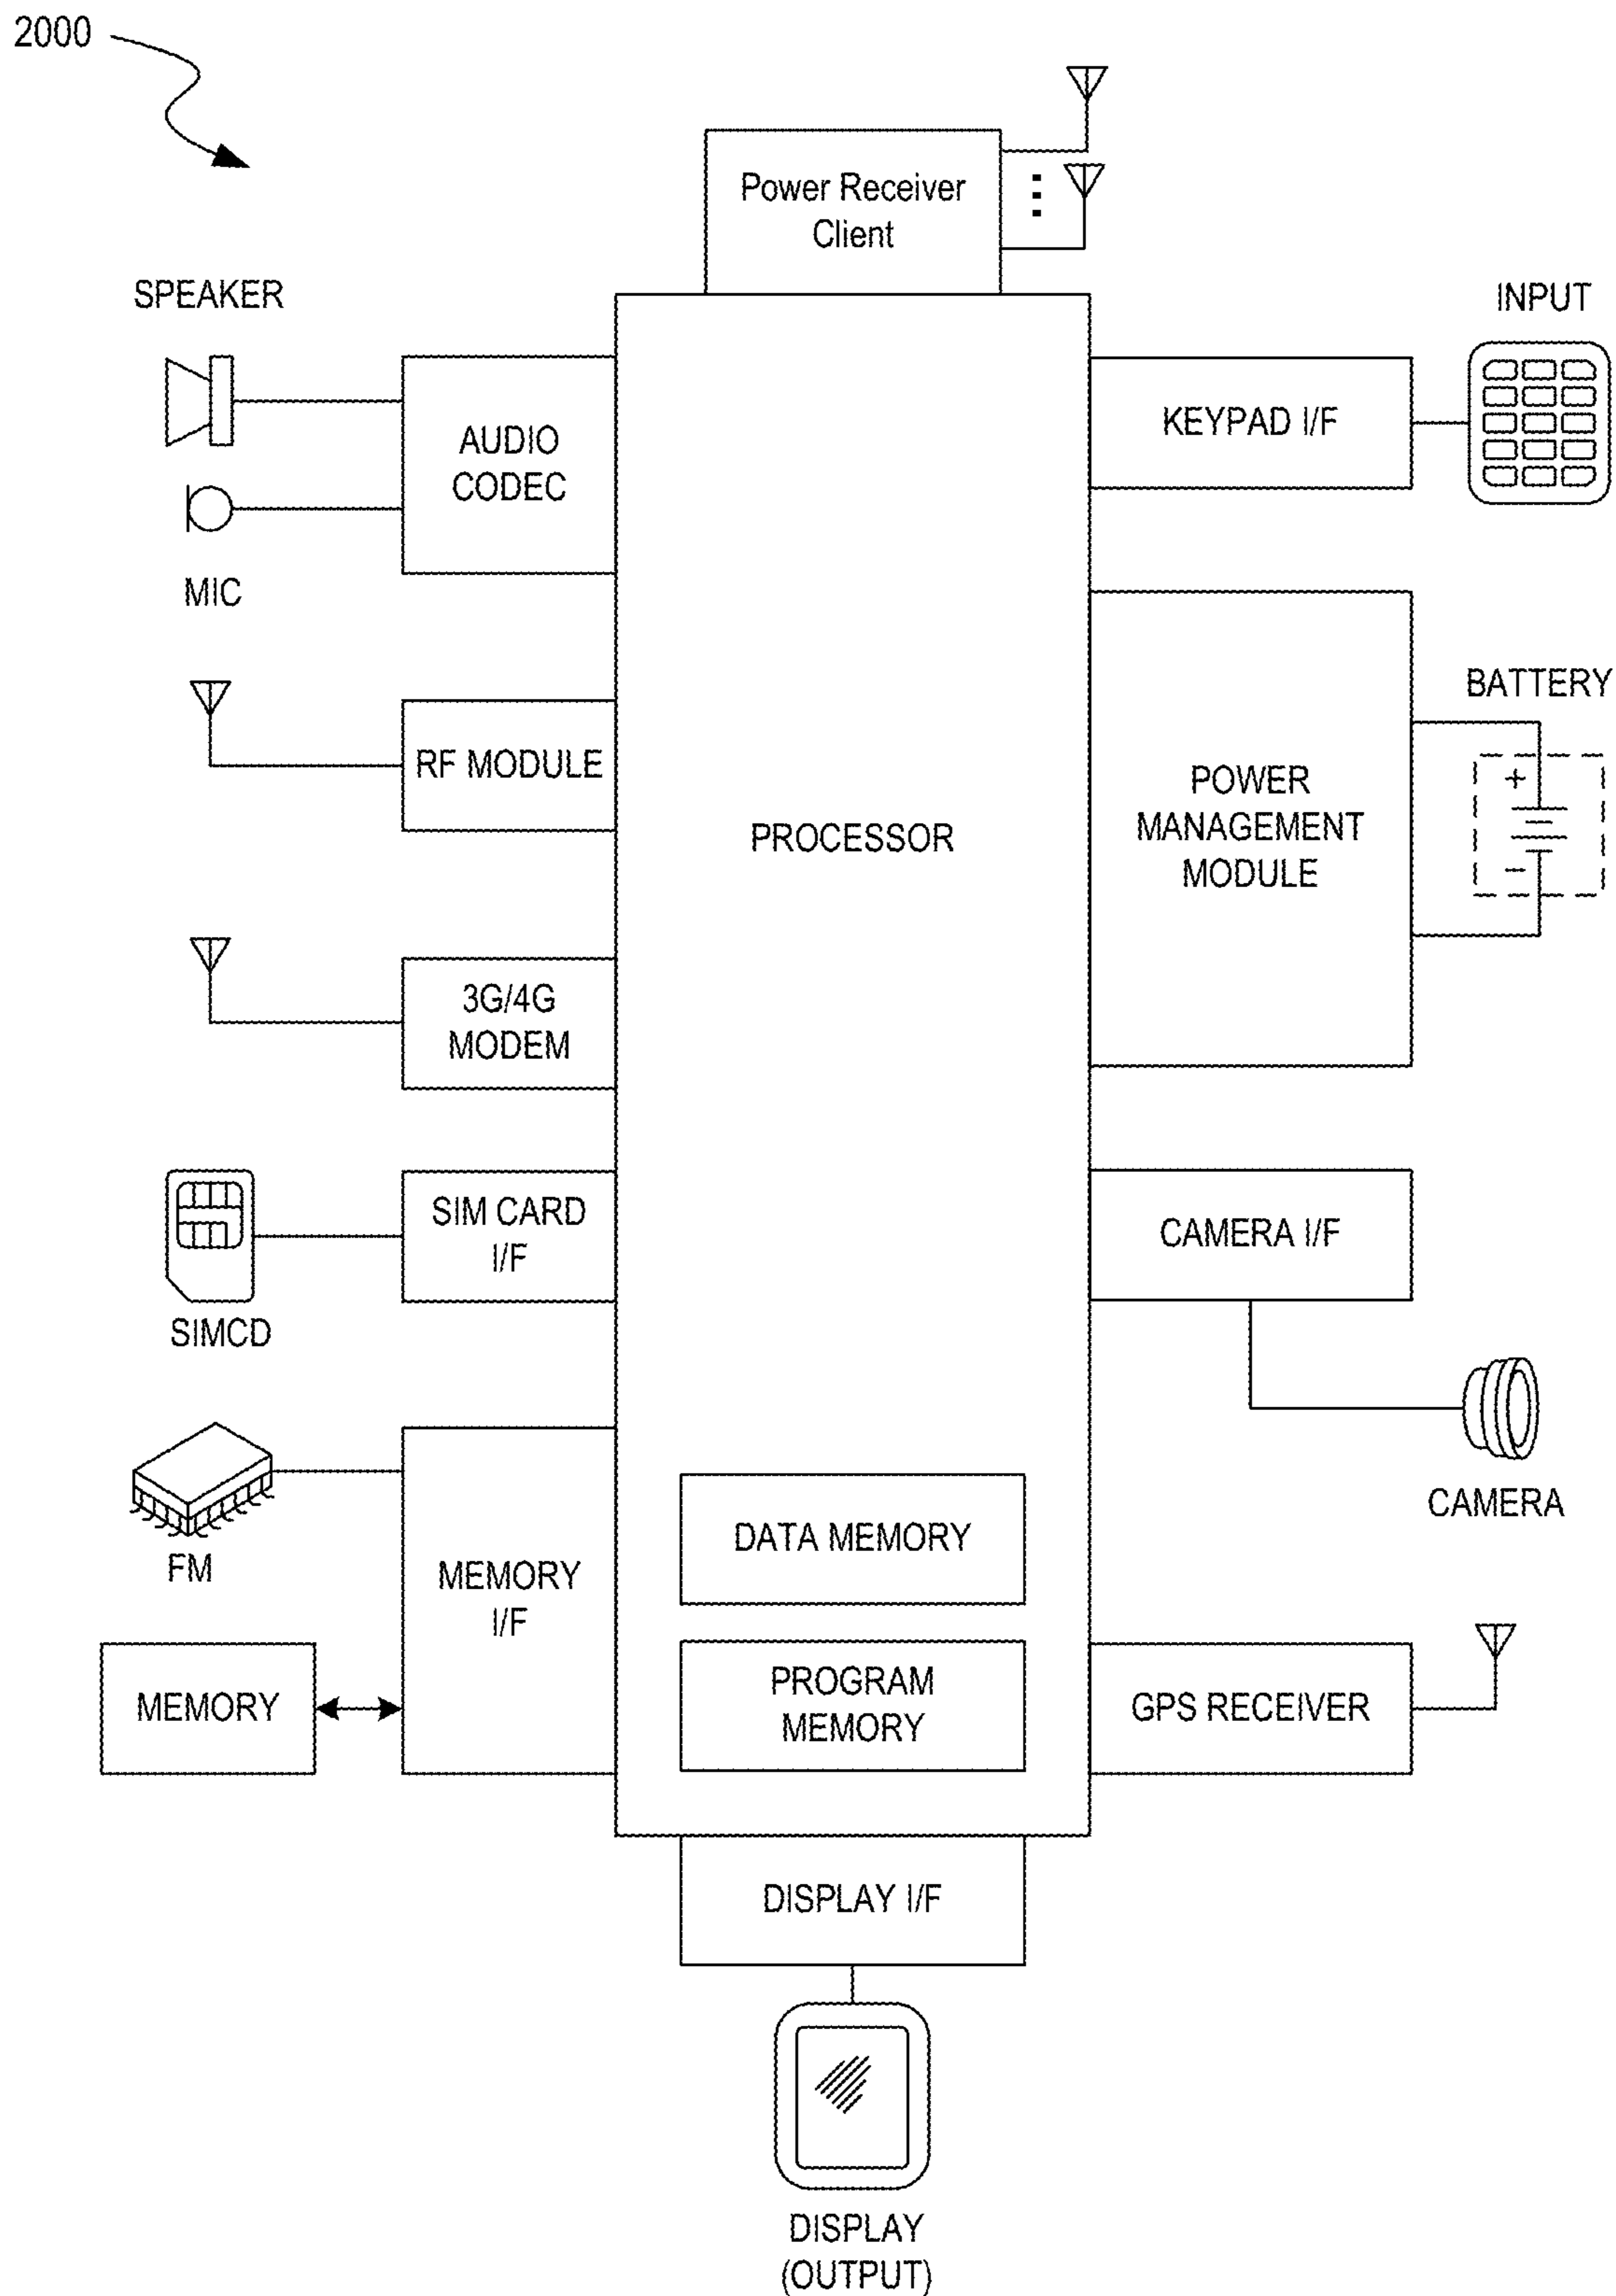 2000
Power Receiver
Client
SPEAKER
INPUT
AUDIO
CODEC
KEYPAD I/F
MIC
BATTERY
RF MODULE
PROCESSOR
POWER
MANAGEMENT
MODULE
+
−
3G/4G
MODEM
SIM CARD
I/F
CAMERA I/F
SIMCD
CAMERA
FM
MEMORY
I/F
DATA MEMORY
MEMORY
PROGRAM
MEMORY
GPS RECEIVER
DISPLAY I/F
DISPLAY
(OUTPUT)